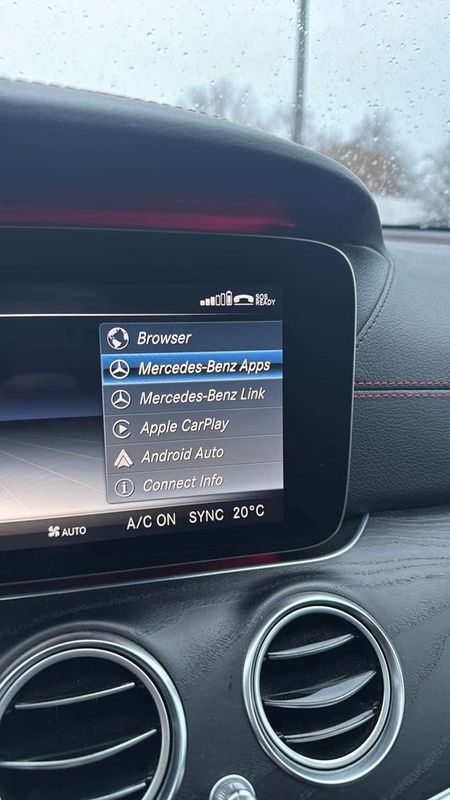 SOS
READY
Browser
Mercedes-Benz Apps
Mercedes-Benz Link
Apple CarPlay
Android Auto
Connect Info
AUTO A/C ON SYNC 20°C